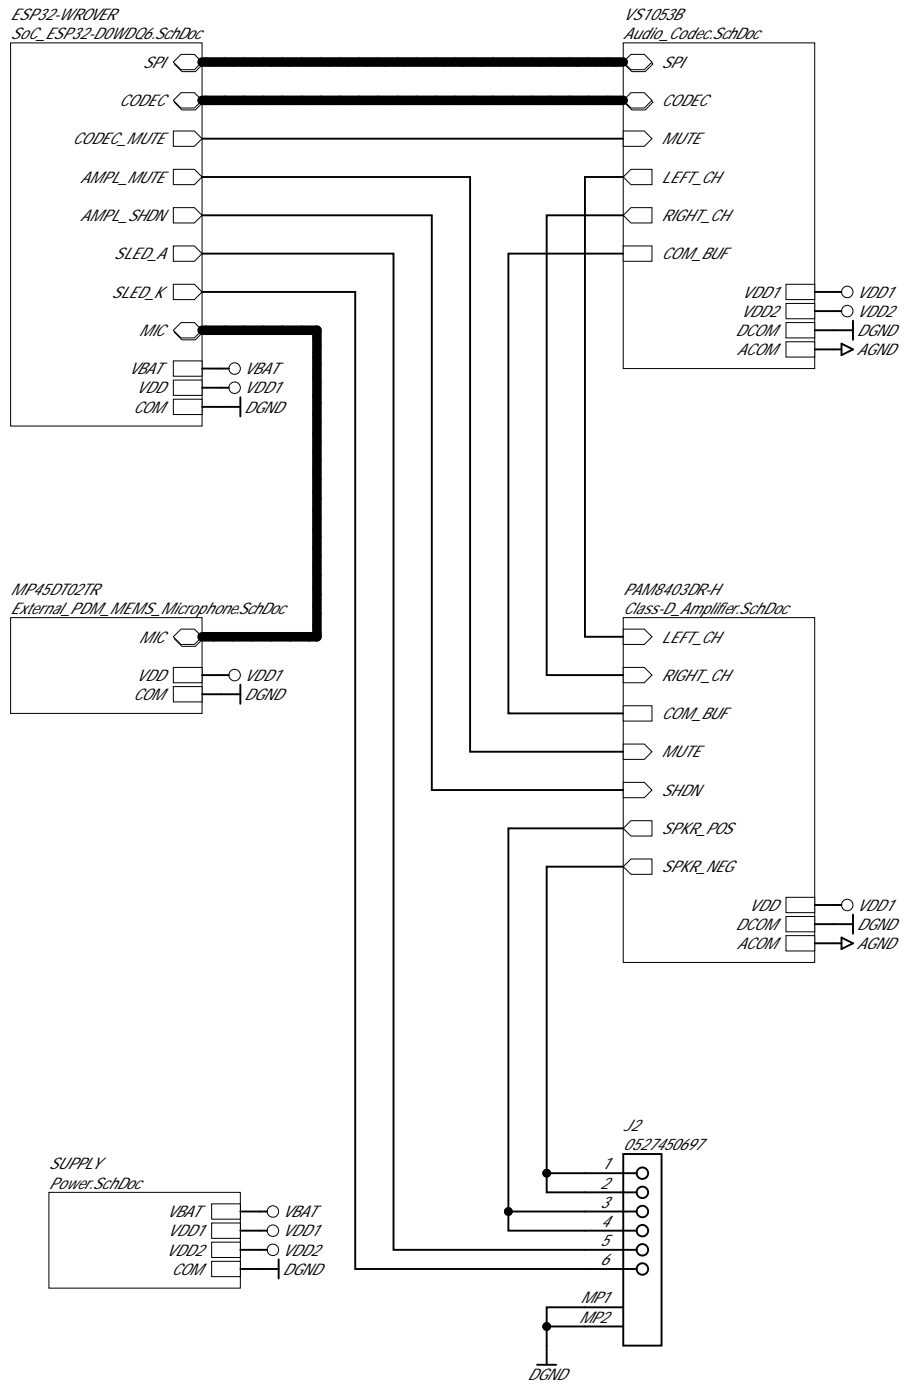 ESP32-WROVER
SoC_ESP32-D0WDQ6.SchDoc
SPI
CODEC
CODEC_MUTE
AMPL_MUTE
AMPL_SHDN
SLED_A
SLED_K
MIC
VBAT VBAT
VDD VDD1
COM DGND
VS1053B
Audio_Codec.SchDoc
SPI
CODEC
MUTE
LEFT_CH
RIGHT_CH
COM_BUF
VDD1 VDD1
VDD2 VDD2
DCOM DGND
ACOM AGND
MP45DT02TR
External_PDM_MEMS_Microphone.SchDoc
MIC
VDD VDD1
COM DGND
PAM8403DR-H
Class-D_Amplifier.SchDoc
LEFT_CH
RIGHT_CH
COM_BUF
MUTE
SHDN
SPKR_POS
SPKR_NEG
VDD VDD1
DCOM DGND
ACOM AGND
SUPPLY
Power.SchDoc
VBAT VBAT
VDD1 VDD1
VDD2 VDD2
COM DGND
J2
0527450697
1
2
3
4
5
6
MP1
MP2
DGND